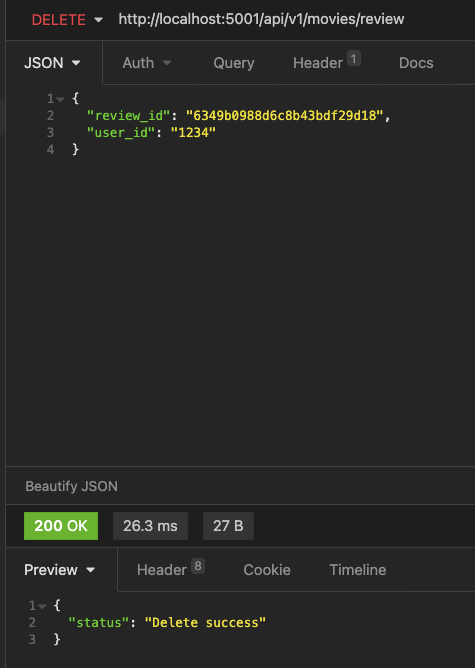 DELETE http://localhost:5001/api/v1/movies/review
JSON Auth Query Header 1 Docs
1 {
2 "review_id": "6349b0988d6c8b43bdf29d18",
3 "user_id": "1234"
4 }
Beautify JSON
200 OK 26.3 ms 27 B
Preview Header 8 Cookie Timeline
1 {
2 "status": "Delete success"
3 }